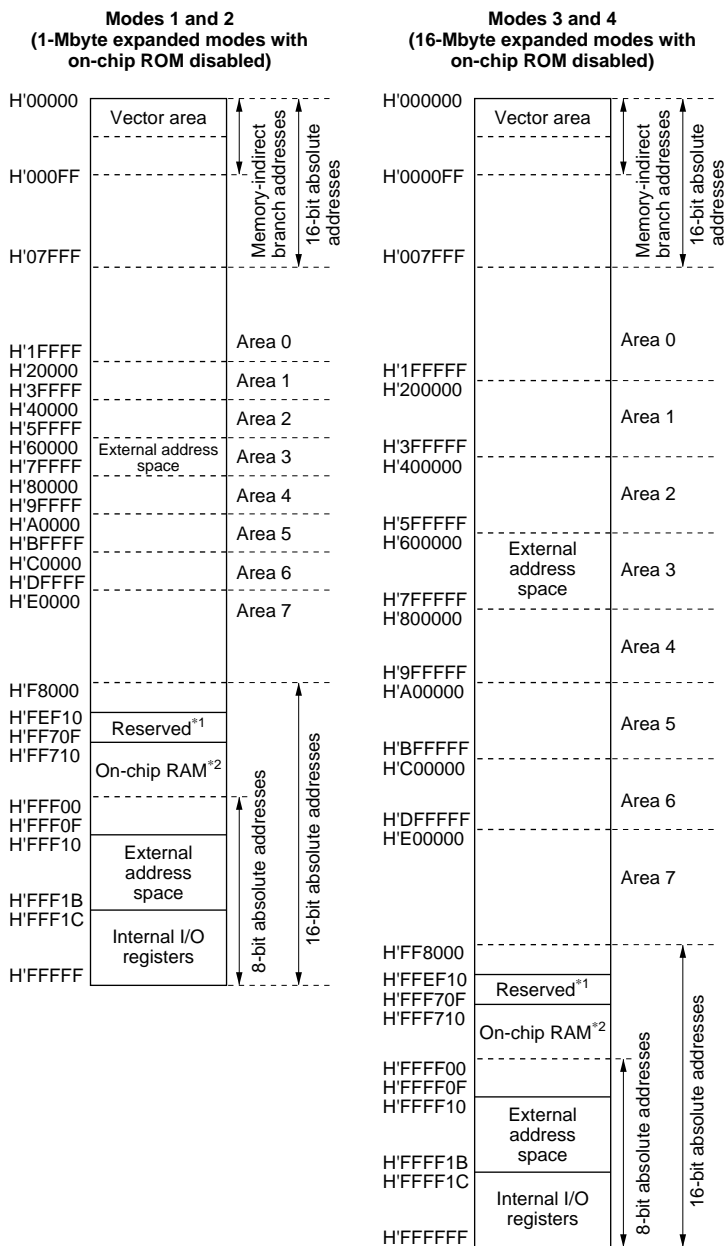 Modes 1 and 2
(1-Mbyte expanded modes with
on-chip ROM disabled)
H'00000
Vector area
H'000FF
H'07FFF
Memory-indirect
branch addresses
16-bit absolute
addresses
H'1FFFF
Area 0
H'20000
H'3FFFF
Area 1
H'40000
H'5FFFF
Area 2
H'60000
H'7FFFF
External address
space
Area 3
H'80000
H'9FFFF
Area 4
H'A0000
H'BFFFF
Area 5
H'C0000
H'DFFFF
Area 6
H'E0000
Area 7
H'F8000
H'FEF10
Reserved*1
H'FF70F
H'FF710
On-chip RAM*2
H'FFF00
H'FFF0F
H'FFF10
External
address
space
H'FFF1B
H'FFF1C
Internal I/O
registers
H'FFFFF
8-bit absolute addresses
16-bit absolute addresses
Modes 3 and 4
(16-Mbyte expanded modes with
on-chip ROM disabled)
H'000000
Vector area
H'0000FF
H'007FFF
Memory-indirect
branch addresses
16-bit absolute
addresses
Area 0
H'1FFFFF
H'200000
Area 1
H'3FFFFF
H'400000
Area 2
H'5FFFFF
H'600000
External
address
space
Area 3
H'7FFFFF
H'800000
Area 4
H'9FFFFF
H'A00000
Area 5
H'BFFFFF
H'C00000
Area 6
H'DFFFFF
H'E00000
Area 7
H'FF8000
H'FFEF10
Reserved*1
H'FFF70F
H'FFF710
On-chip RAM*2
H'FFFF00
H'FFFF0F
H'FFFF10
External
address
space
H'FFFF1B
H'FFFF1C
Internal I/O
registers
H'FFFFFF
8-bit absolute addresses
16-bit absolute addresses